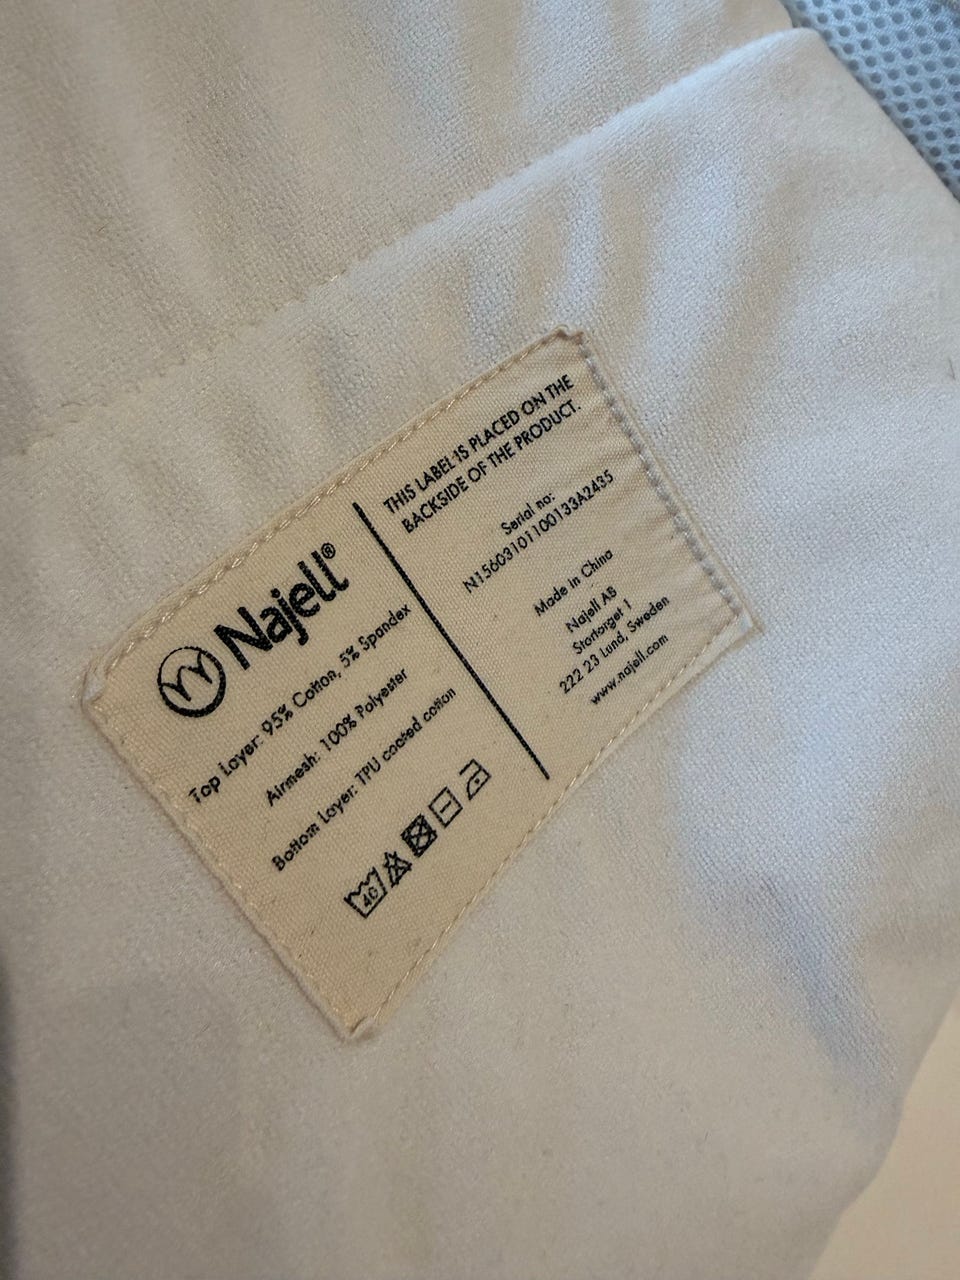 Najell®
Top Layer: 95% Cotton, 5% Spandex
Airmesh: 100% Polyester
Bottom Layer: TPU coated cotton
40
THIS LABEL IS PLACED ON THE
BACKSIDE OF THE PRODUCT.
Serial no:
N15603101100133A2435
Made in China
Najell AB
Stortorget 1
222 23 Lund, Sweden
www.najell.com